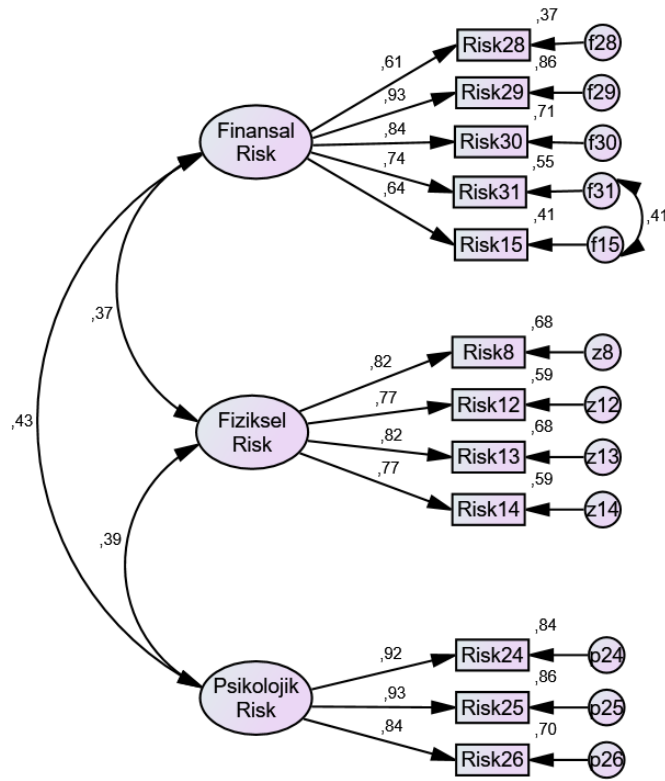 ,37
,61
Risk28
f28
,86
,93
Risk29
f29
,71
Finansal
Risk
,84
Risk30
f30
,55
,74
Risk31
f31
,41
,64
,41
Risk15
f15
,37
,68
,82
Risk8
z8
,59
,77
Risk12
z12
,43
Fiziksel
Risk
,68
,82
Risk13
z13
,59
,77
Risk14
z14
,39
,84
,92
Risk24
p24
,86
Psikolojik
Risk
,93
Risk25
p25
,70
,84
Risk26
p26